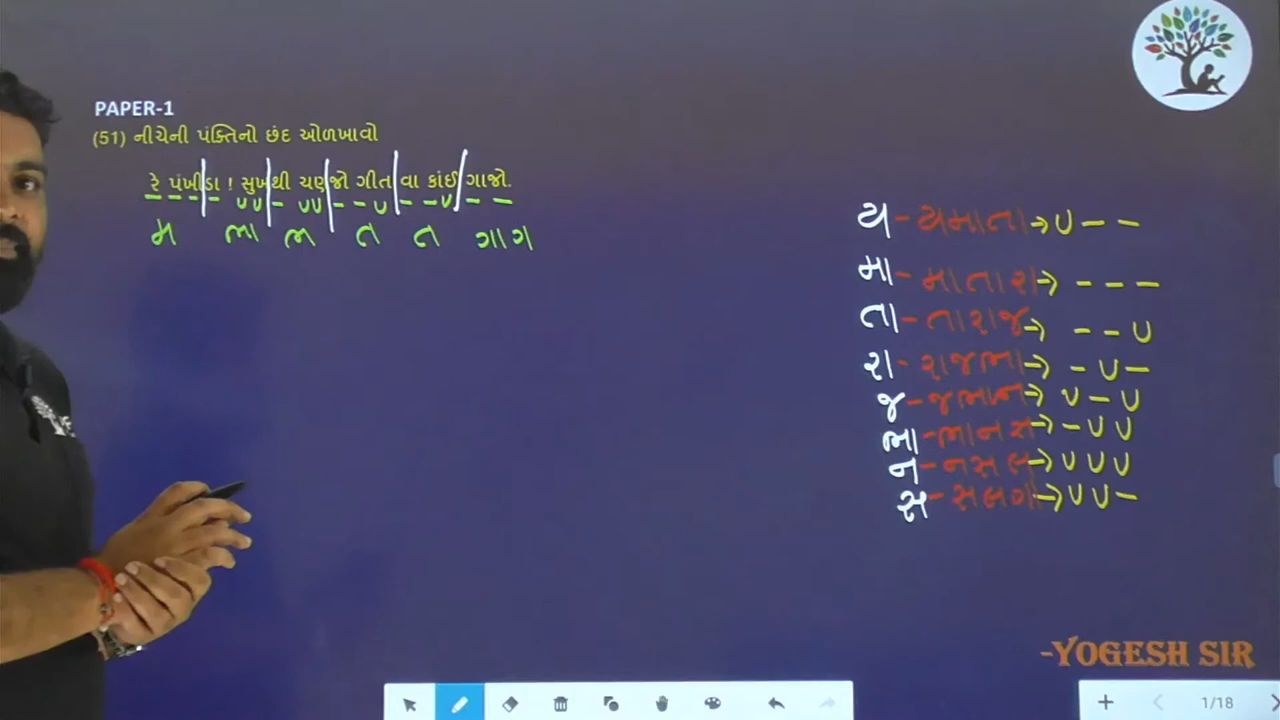 PAPER-1
(51) નીચેની પંક્તિનો છંદ ઓળખાવો
રે પંખીડા ! સુખથી ચણજો ગીત વા કાંઈ ગાજો.
– – – – ∪ ∪ – ∪ ∪ – – ∪ – – ∪ – –
મ ભા ભ ત ત ગાગ
ય - યમાતા → ∪ – –
મા - માતારા → – – –
તા - તારાજ → – – ∪
રા - રાજભા → – ∪ –
જ - જભાન → ∪ – ∪
ભા - ભાનસ → – ∪ ∪
ન - નસલ → ∪ ∪ ∪
સ - સલગા → ∪ ∪ –
-YOGESH SIR
1/18